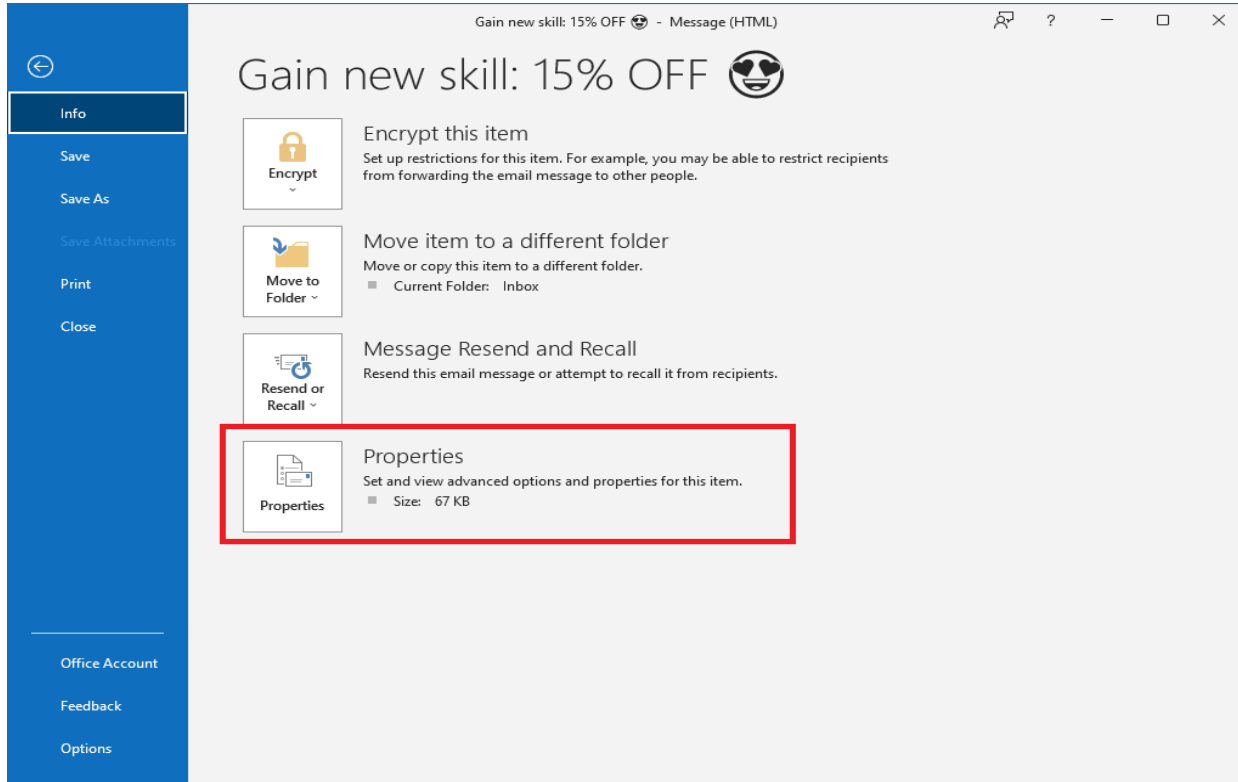 Gain new skill: 15% OFF 😍 - Message (HTML)
?
Gain new skill: 15% OFF 😍
Info
Save
Save As
Save Attachments
Print
Close
Office Account
Feedback
Options
Encrypt
Encrypt this item
Set up restrictions for this item. For example, you may be able to restrict recipients
from forwarding the email message to other people.
Move to
Folder
Move item to a different folder
Move or copy this item to a different folder.
Current Folder: Inbox
Resend or
Recall
Message Resend and Recall
Resend this email message or attempt to recall it from recipients.
Properties
Properties
Set and view advanced options and properties for this item.
Size: 67 KB